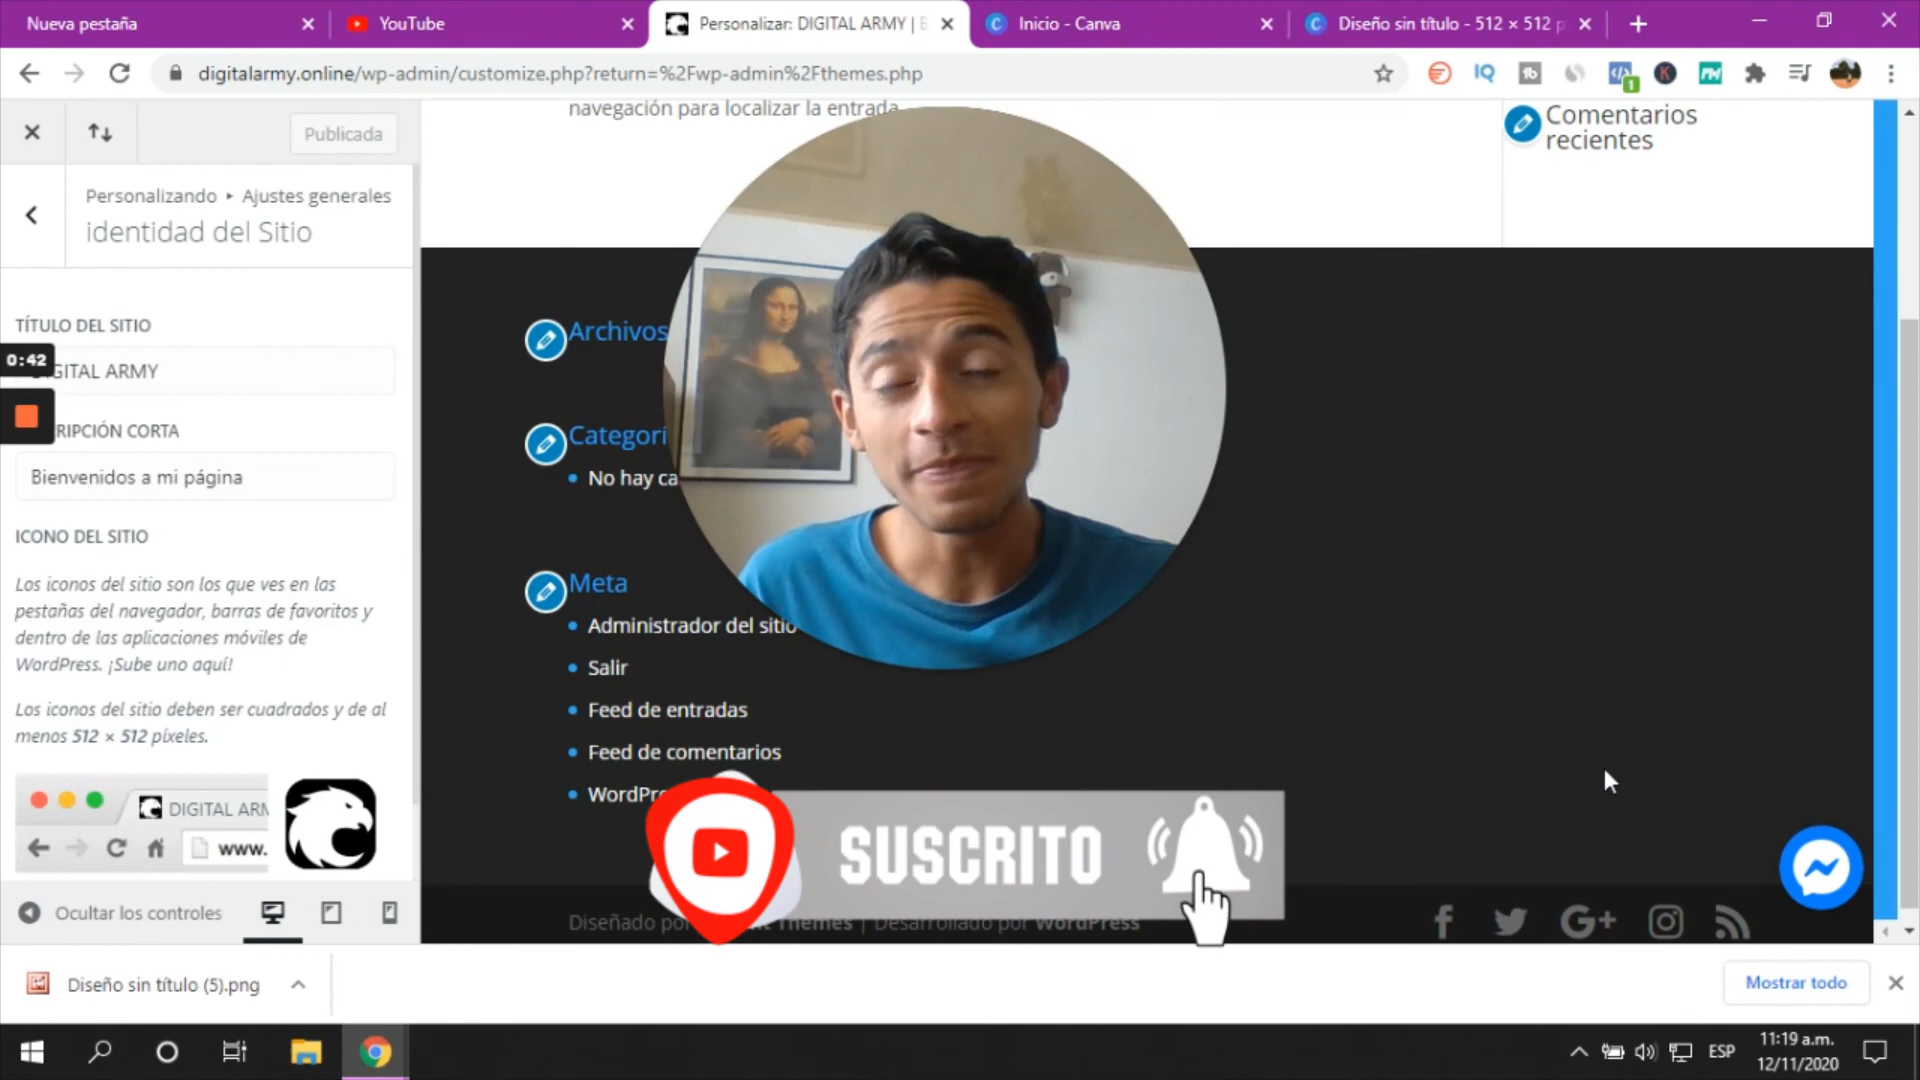 Nueva pestaña
YouTube
Personalizar: DIGITAL ARMY |
Inicio - Canva
Diseño sin título - 512 × 512 p
digitalarmy.online/wp-admin/customize.php?return=%2Fwp-admin%2Fthemes.php
IQ
1
K
Publicada
Personalizando ‣ Ajustes generales
identidad del Sitio
TÍTULO DEL SITIO
0:42
GITAL ARMY
RIPCIÓN CORTA
Bienvenidos a mi página
ICONO DEL SITIO
Los iconos del sitio son los que ves en las
pestañas del navegador, barras de favoritos y
dentro de las aplicaciones móviles de
WordPress. ¡Sube uno aquí!
Los iconos del sitio deben ser cuadrados y de al
menos 512 × 512 píxeles.
DIGITAL ARM
www.
Ocultar los controles
navegación para localizar la entrada
Comentarios
recientes
Archivos
Categorí
No hay ca
Meta
Administrador del sitio
Salir
Feed de entradas
Feed de comentarios
WordPr
SUSCRITO
Diseñado po
Themes | Desarrollado por WordPress
G+
Diseño sin título (5).png
Mostrar todo
ESP
11:19 a.m.
12/11/2020